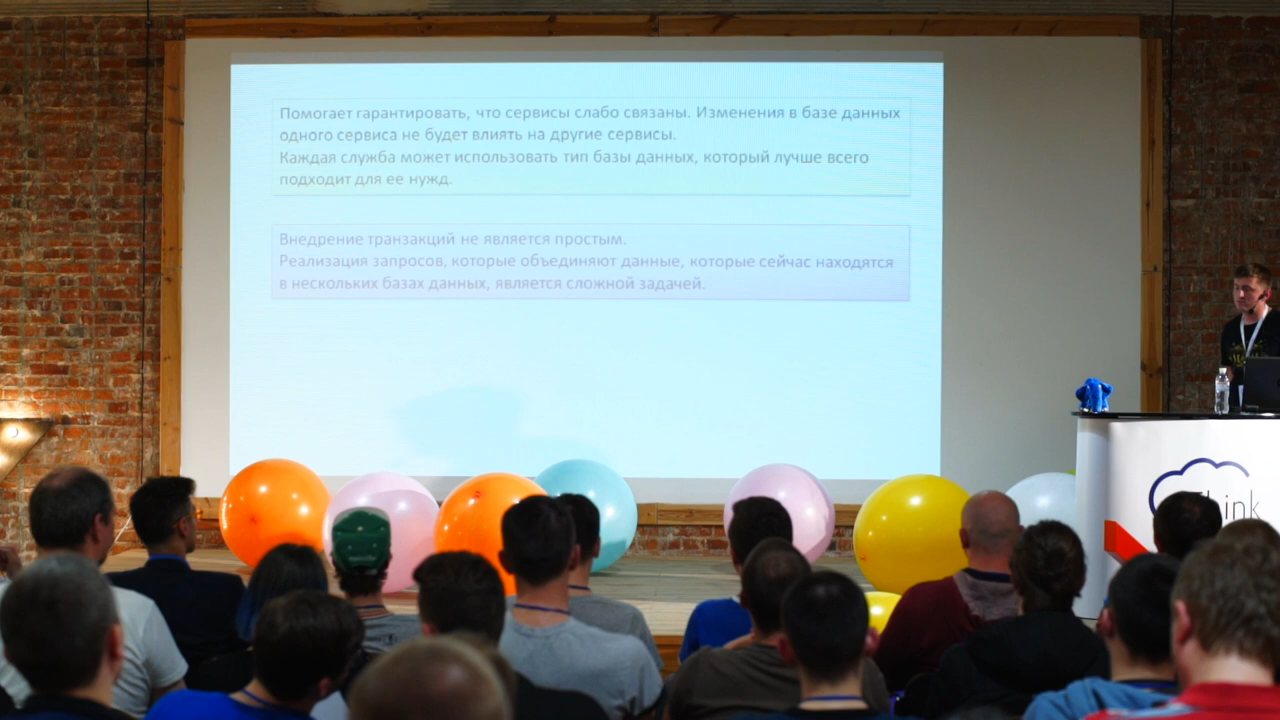 Помогает гарантировать, что сервисы слабо связаны. Изменения в базе данных
одного сервиса не будет влиять на другие сервисы.
Каждая служба может использовать тип базы данных, который лучше всего
подходит для ее нужд.
Внедрение транзакций не является простым.
Реализация запросов, которые объединяют данные, которые сейчас находятся
в нескольких базах данных, является сложной задачей.
Think